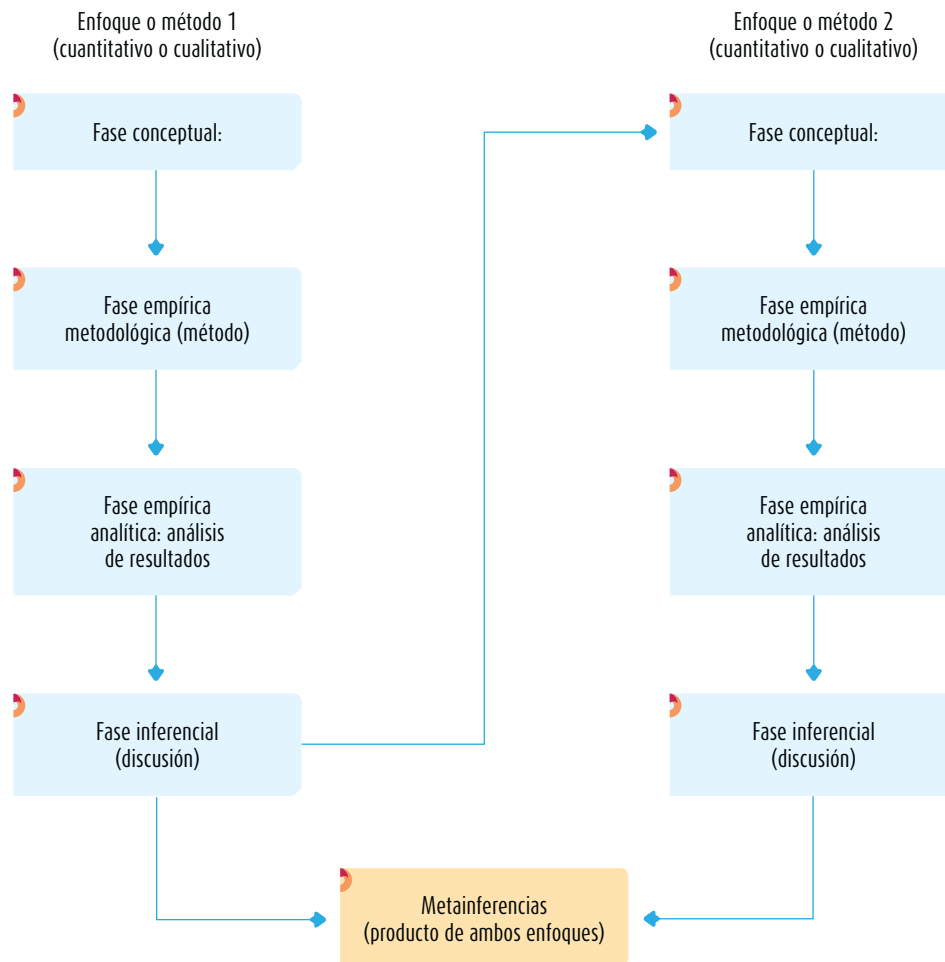 Enfoque o método 1
(cuantitativo o cualitativo)
Fase conceptual:
Fase empírica
metodológica (método)
Fase empírica
analítica: análisis
de resultados
Fase inferencial
(discusión)
Enfoque o método 2
(cuantitativo o cualitativo)
Fase conceptual:
Fase empírica
metodológica (método)
Fase empírica
analítica: análisis
de resultados
Fase inferencial
(discusión)
Metainferencias
(producto de ambos enfoques)